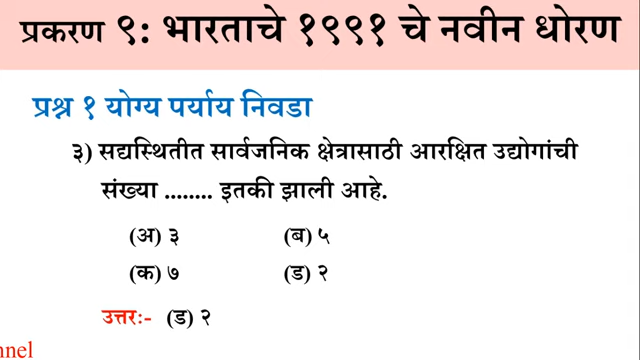 प्रकरण ९: भारताचे १९९१ चे नवीन धोरण
प्रश्न १ योग्य पर्याय निवडा
३) सद्यस्थितीत सार्वजनिक क्षेत्रासाठी आरक्षित उद्योगांची
संख्या ........ इतकी झाली आहे.
(अ) ३ (ब) ५
(क) ७ (ड) २
उत्तर:- (ड) २
nnel